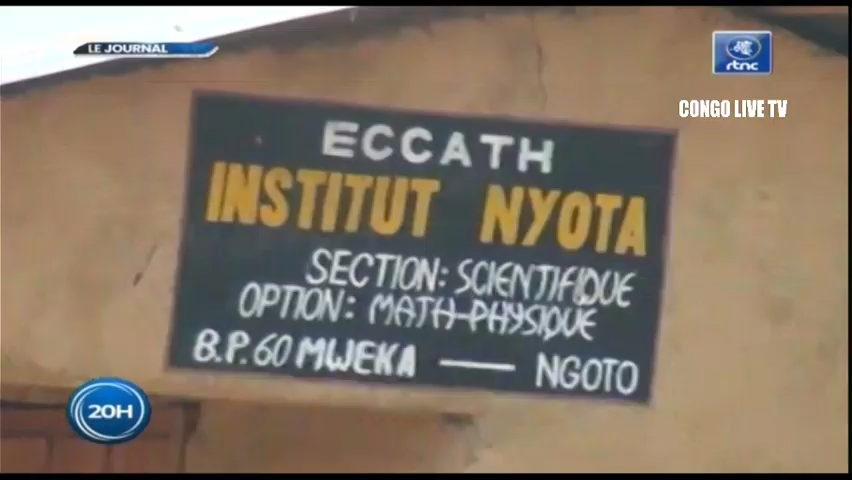 LE JOURNAL
rtnc
CONGO LIVE TV
ECCATH
INSTITUT NYOTA
SECTION: SCIENTIFIQUE
OPTION: MATH-PHYSIQUE
B.P. 60 MWEKA — NGOTO
20H